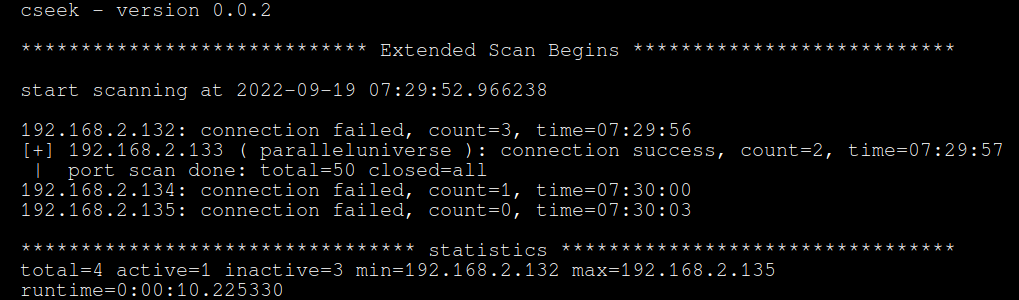 cseek - version 0.0.2
***************************** Extended Scan Begins ***************************
start scanning at 2022-09-19 07:29:52.966238
192.168.2.132: connection failed, count=3, time=07:29:56
[+] 192.168.2.133 ( paralleluniverse ): connection success, count=2, time=07:29:57
| port scan done: total=50 closed=all
192.168.2.134: connection failed, count=1, time=07:30:00
192.168.2.135: connection failed, count=0, time=07:30:03
********************************* statistics *********************************
total=4 active=1 inactive=3 min=192.168.2.132 max=192.168.2.135
runtime=0:00:10.225330